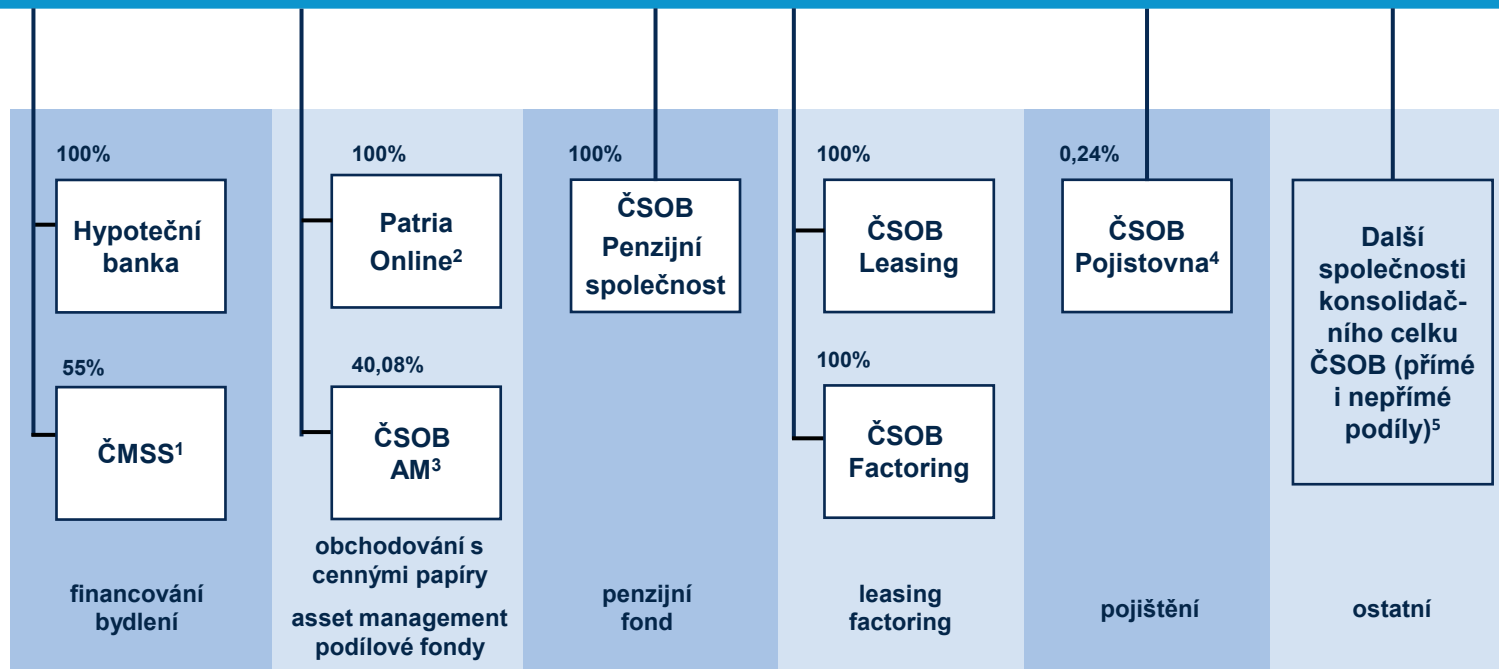 100%
Hypoteční
banka
55%
ČMSS¹
financování
bydlení
100%
Patria
Online²
40,08%
ČSOB
AM³
obchodování s
cennými papíry
asset management
podílové fondy
100%
ČSOB
Penzijní
společnost
penzijní
fond
100%
ČSOB
Leasing
100%
ČSOB
Factoring
leasing
factoring
0,24%
ČSOB
Pojistovna⁴
pojištění
Další
společnosti
konsolidač-
ního celku
ČSOB (přímé
i nepřímé
podíly)⁵
ostatní